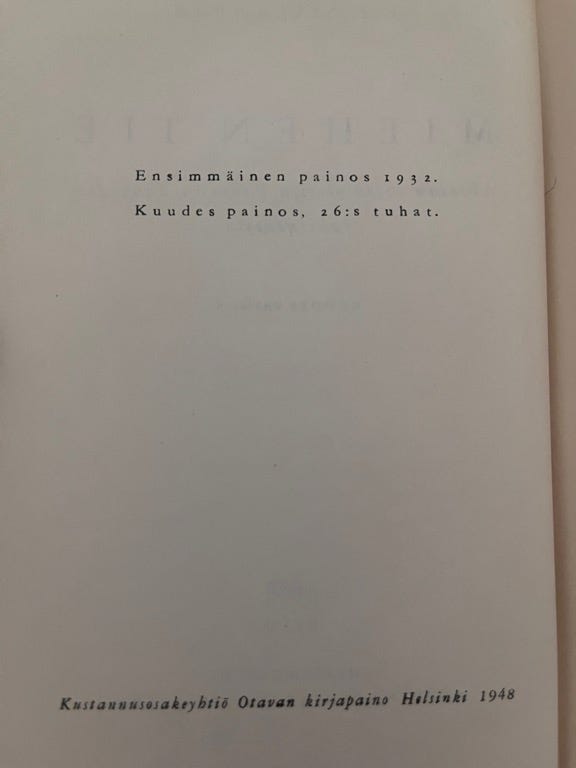 Ensimmäinen painos 1932.
Kuudes painos, 26:s tuhat.
Kustannusosakeyhtiö Otavan kirjapaino Helsinki 1948